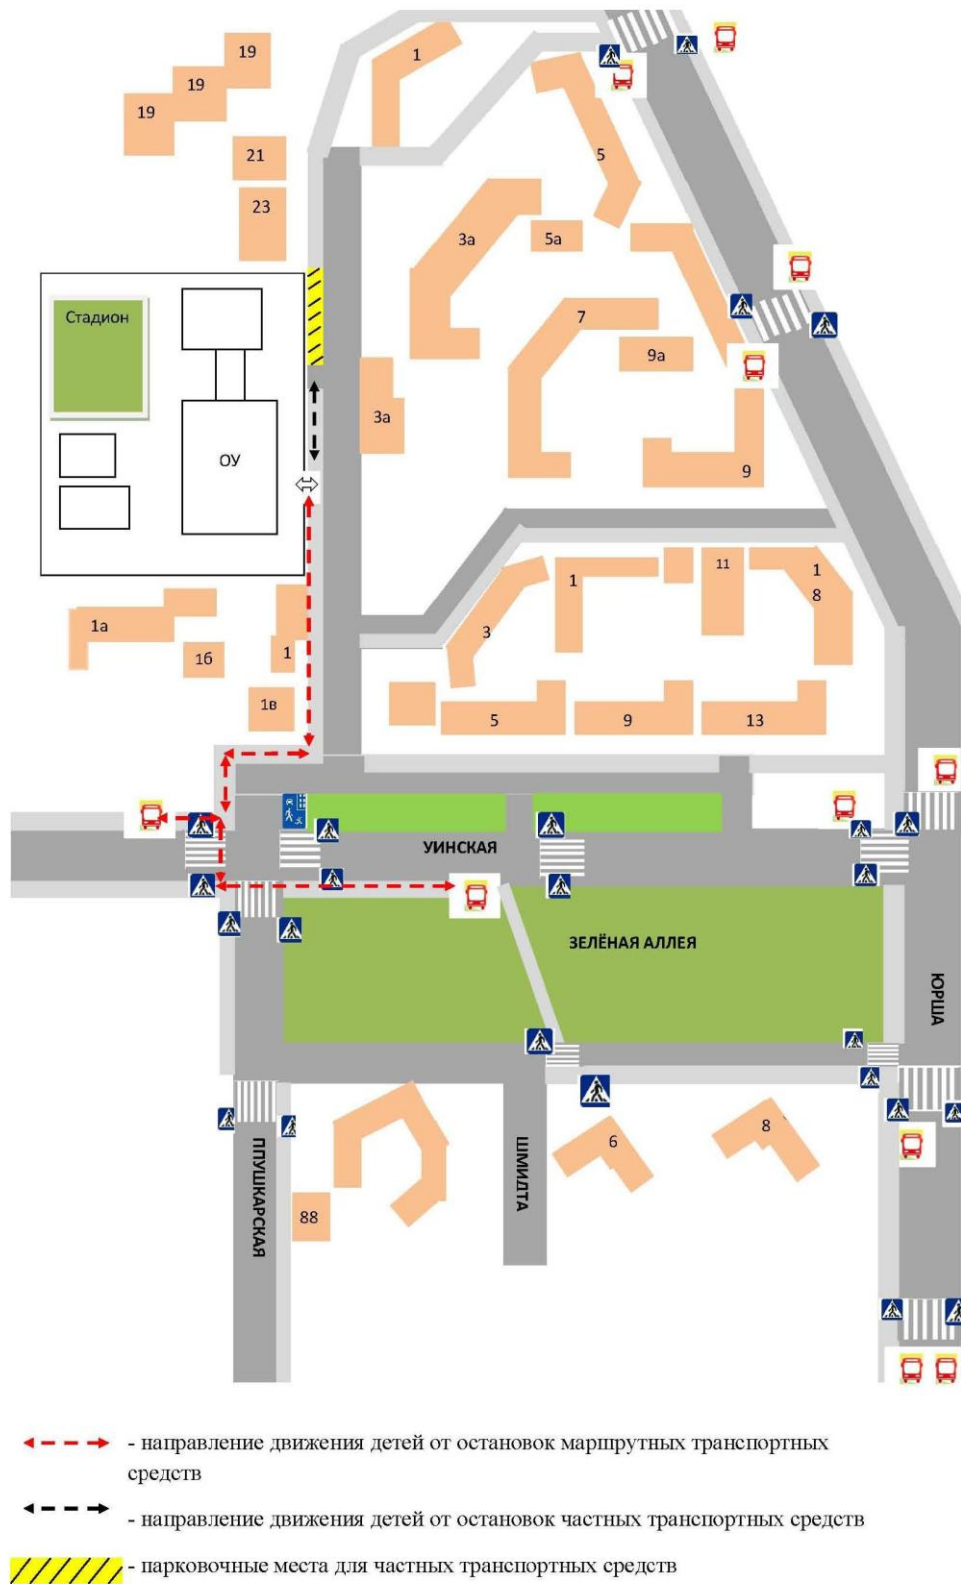 1
19
19
19
21
23
5
3а
5а
7
9а
Стадион
3а
ОУ
9
1
11
1
8
3
1а
1б
1
1в
5
9
13
УИНСКАЯ
ЗЕЛЁНАЯ АЛЛЕЯ
ЮРША
ППУШКАРСКАЯ
ШМИДТА
6
8
88
- направление движения детей от остановок маршрутных транспортных
средств
- направление движения детей от остановок частных транспортных средств
- парковочные места для частных транспортных средств